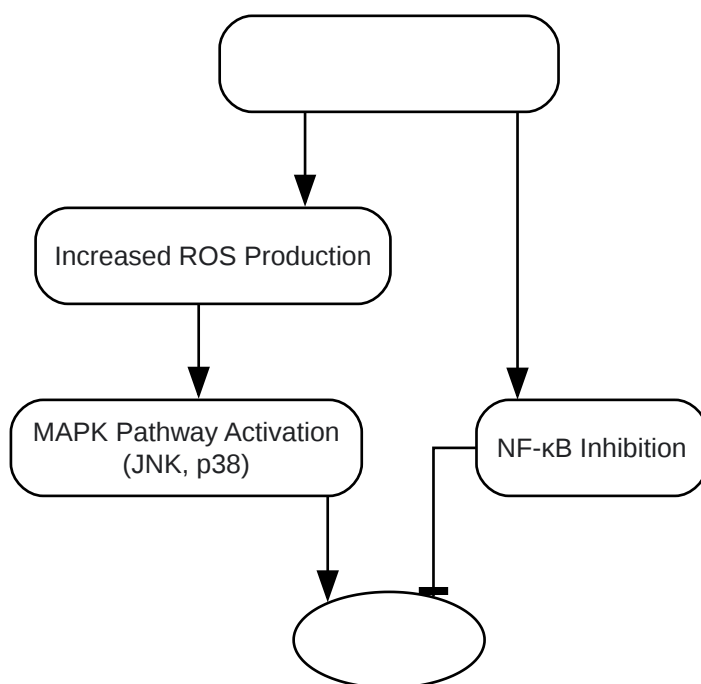 Increased ROS Production
MAPK Pathway Activation
(JNK, p38)
NF-κB Inhibition